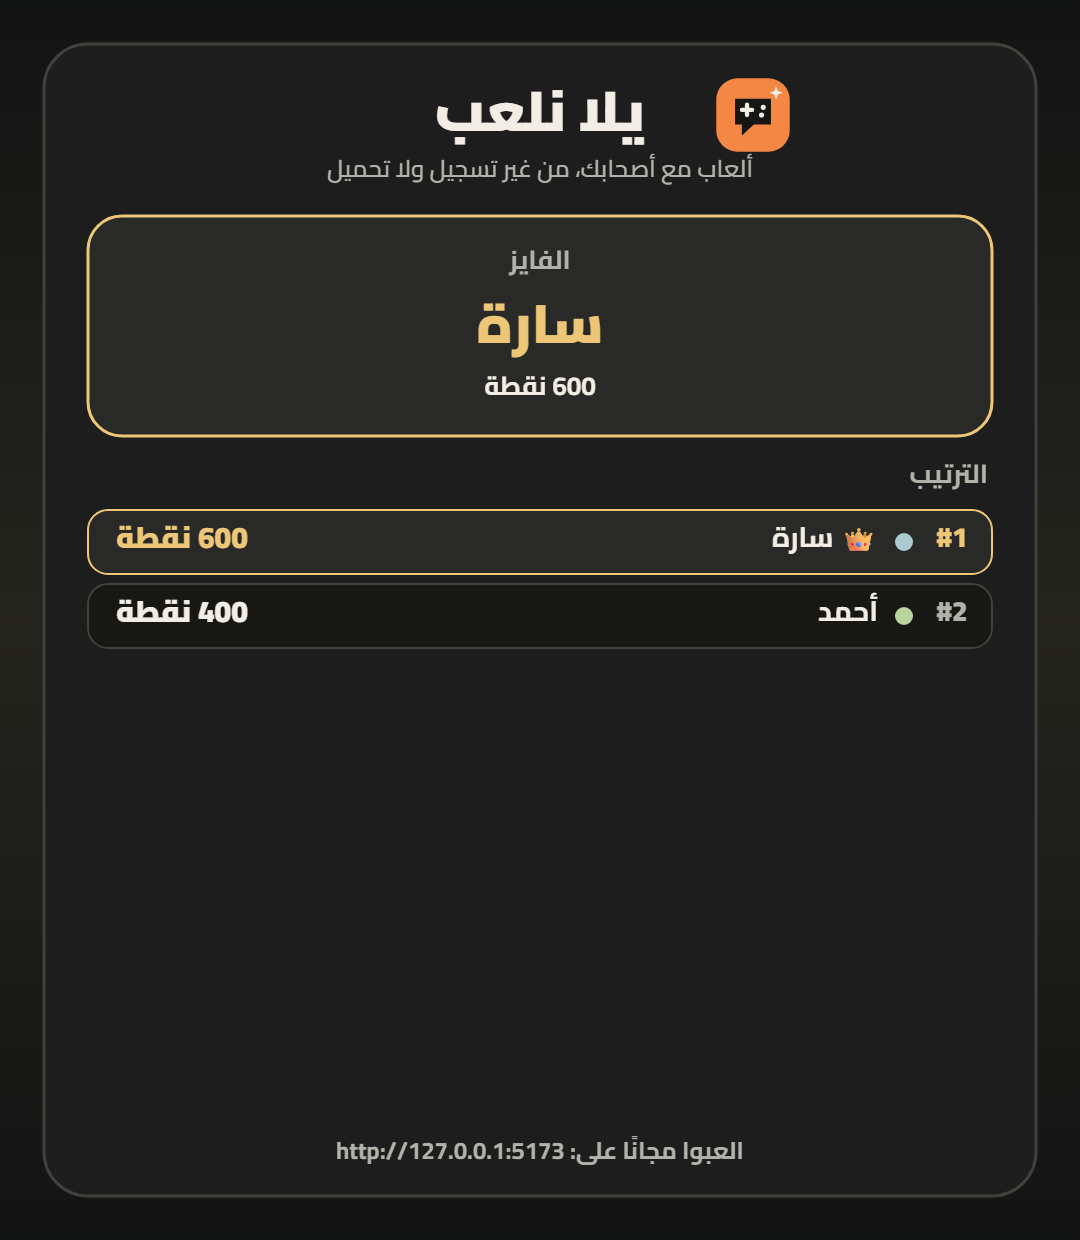 يلا نلعب
ألعاب مع أصحابك، من غير تسجيل ولا تحميل
الفايز
سارة
600 نقطة
الترتيب
#1 سارة 600 نقطة
#2 أحمد 400 نقطة
العبوا مجانًا على: http://127.0.0.1:5173